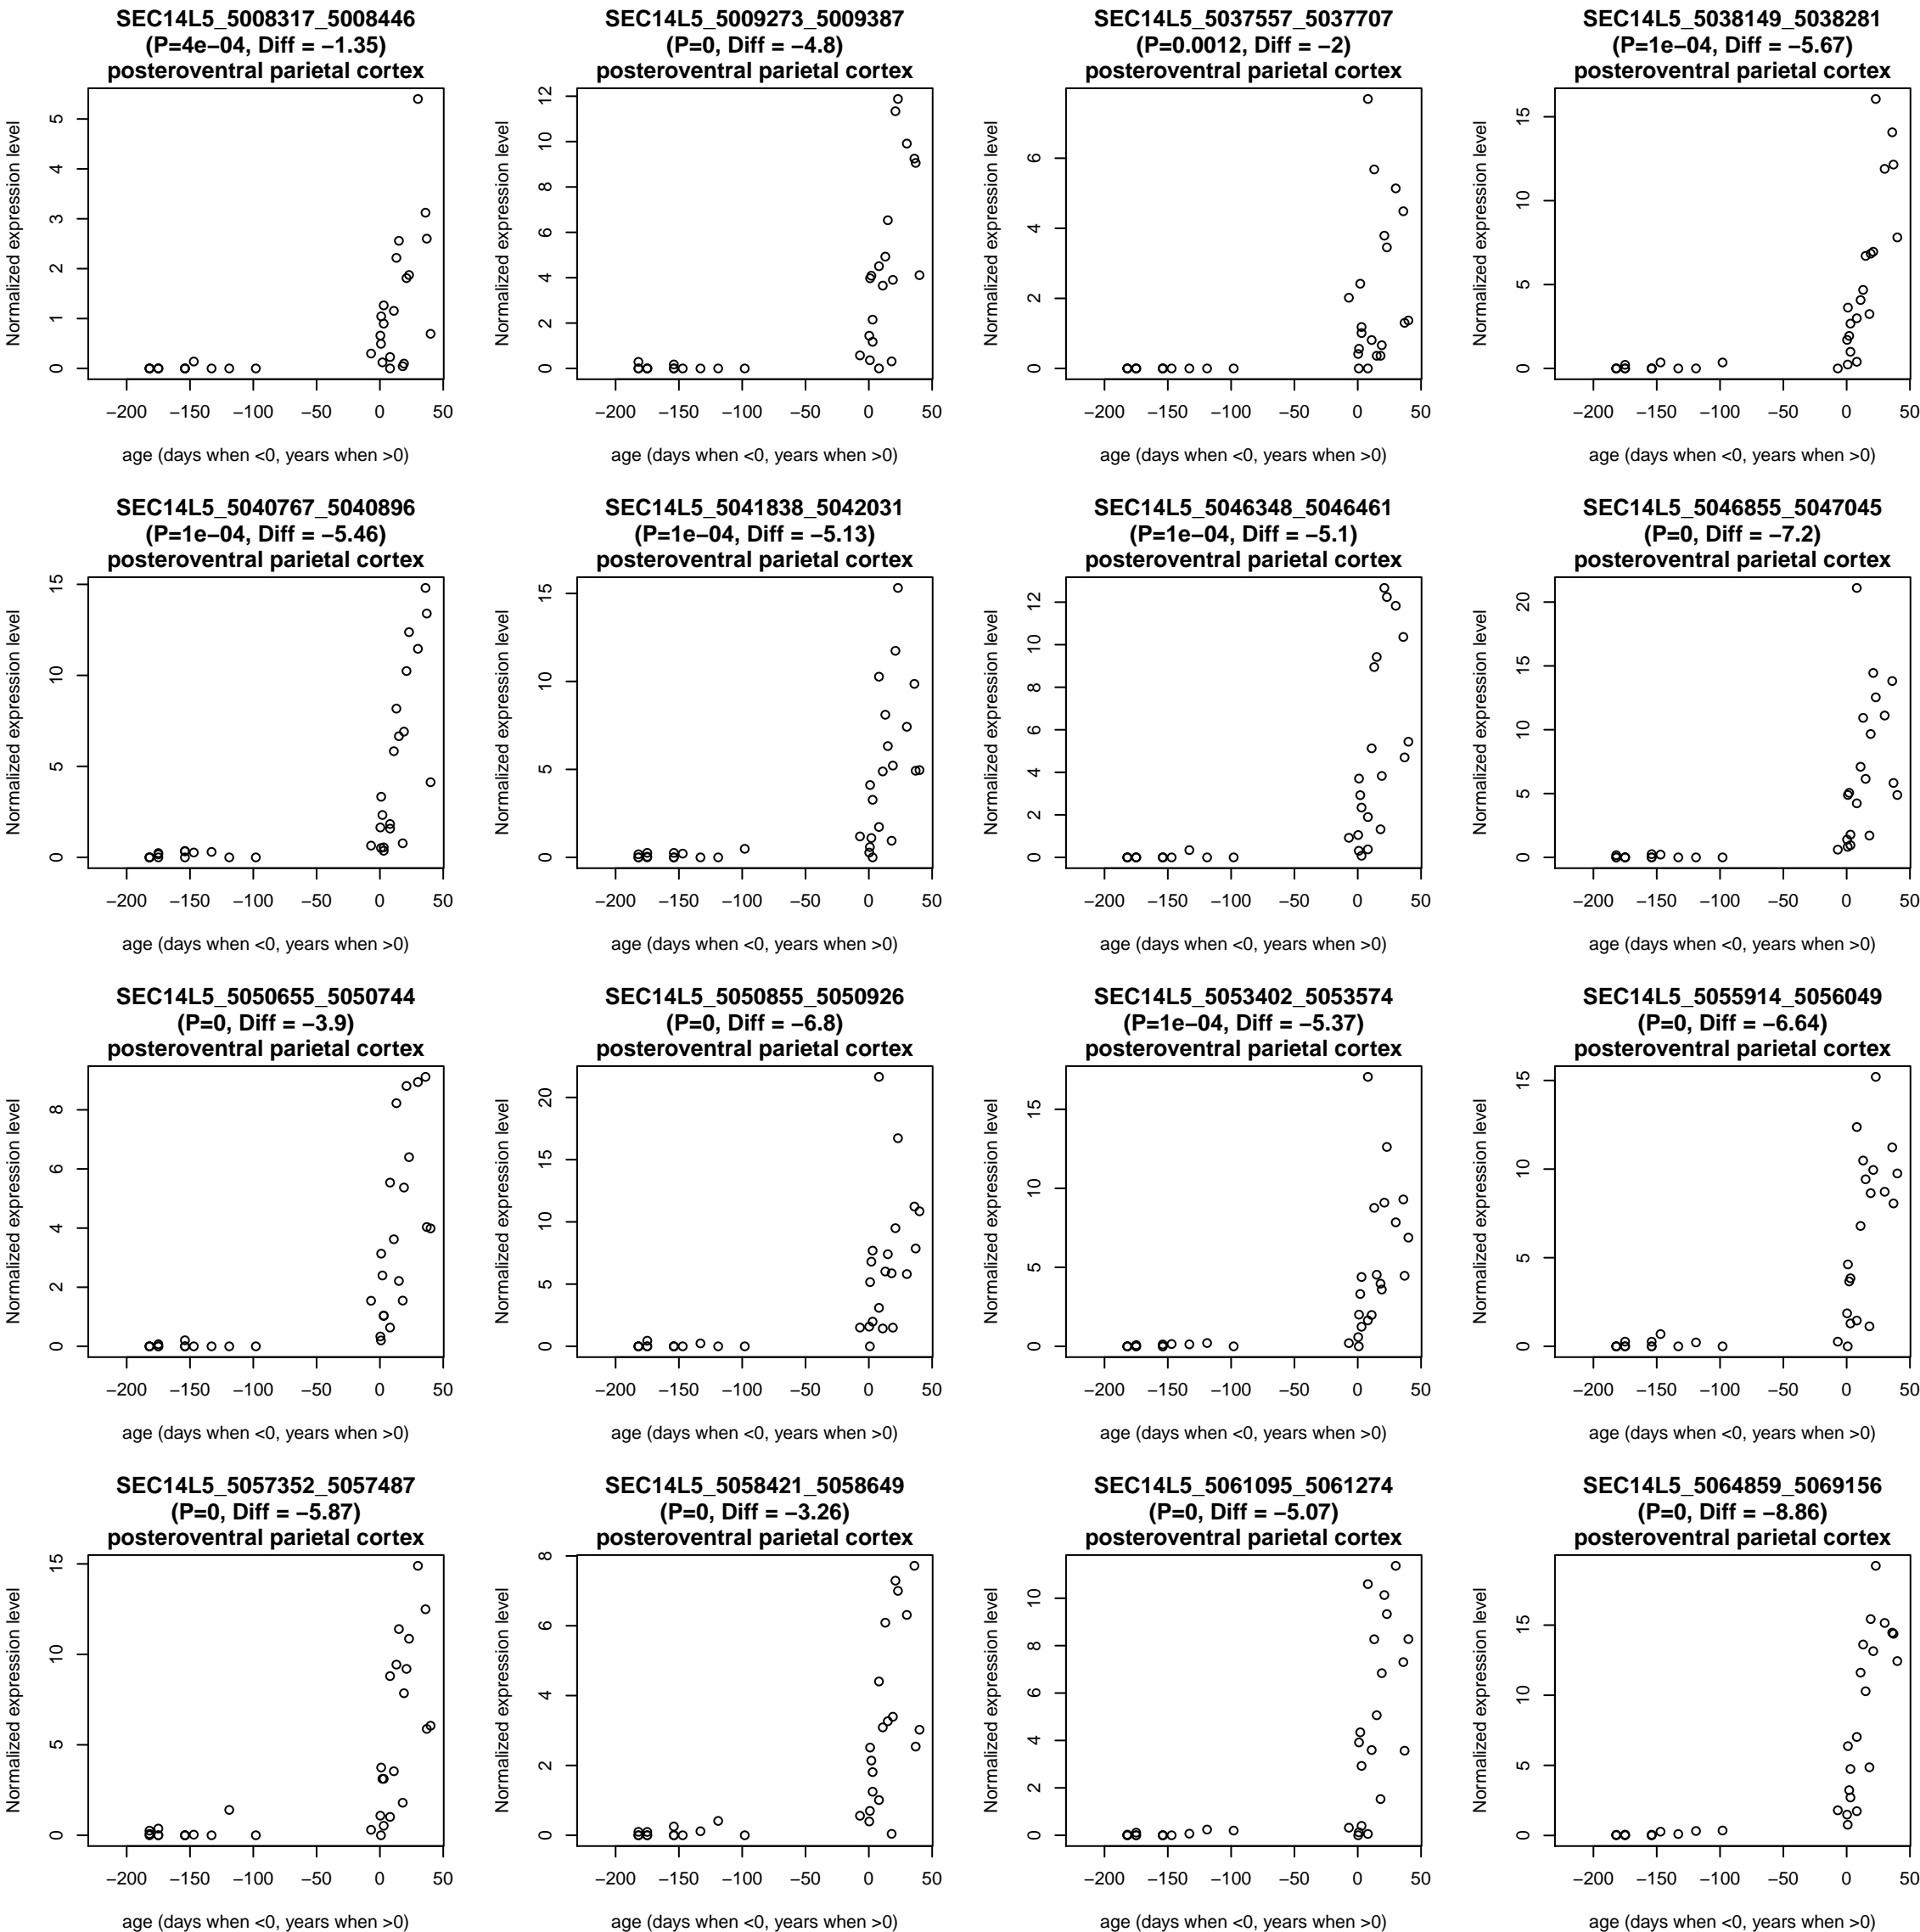 SEC14L5_5008317_5008446
(P=4e−04, Diff = −1.35)
posteroventral parietal cortex
Normalized expression level
0 1 2 3 4 5
−200 −150 −100 −50 0 50
age (days when <0, years when >0)
SEC14L5_5009273_5009387
(P=0, Diff = −4.8)
posteroventral parietal cortex
Normalized expression level
0 2 4 6 8 10 12
−200 −150 −100 −50 0 50
age (days when <0, years when >0)
SEC14L5_5037557_5037707
(P=0.0012, Diff = −2)
posteroventral parietal cortex
Normalized expression level
0 2 4 6
−200 −150 −100 −50 0 50
age (days when <0, years when >0)
SEC14L5_5038149_5038281
(P=1e−04, Diff = −5.67)
posteroventral parietal cortex
Normalized expression level
0 5 10 15
−200 −150 −100 −50 0 50
age (days when <0, years when >0)
SEC14L5_5040767_5040896
(P=1e−04, Diff = −5.46)
posteroventral parietal cortex
Normalized expression level
0 5 10 15
−200 −150 −100 −50 0 50
age (days when <0, years when >0)
SEC14L5_5041838_5042031
(P=1e−04, Diff = −5.13)
posteroventral parietal cortex
Normalized expression level
0 5 10 15
−200 −150 −100 −50 0 50
age (days when <0, years when >0)
SEC14L5_5046348_5046461
(P=1e−04, Diff = −5.1)
posteroventral parietal cortex
Normalized expression level
0 2 4 6 8 10 12
−200 −150 −100 −50 0 50
age (days when <0, years when >0)
SEC14L5_5046855_5047045
(P=0, Diff = −7.2)
posteroventral parietal cortex
Normalized expression level
0 5 10 15 20
−200 −150 −100 −50 0 50
age (days when <0, years when >0)
SEC14L5_5050655_5050744
(P=0, Diff = −3.9)
posteroventral parietal cortex
Normalized expression level
0 2 4 6 8
−200 −150 −100 −50 0 50
age (days when <0, years when >0)
SEC14L5_5050855_5050926
(P=0, Diff = −6.8)
posteroventral parietal cortex
Normalized expression level
0 5 10 15 20
−200 −150 −100 −50 0 50
age (days when <0, years when >0)
SEC14L5_5053402_5053574
(P=1e−04, Diff = −5.37)
posteroventral parietal cortex
Normalized expression level
0 5 10 15
−200 −150 −100 −50 0 50
age (days when <0, years when >0)
SEC14L5_5055914_5056049
(P=0, Diff = −6.64)
posteroventral parietal cortex
Normalized expression level
0 5 10 15
−200 −150 −100 −50 0 50
age (days when <0, years when >0)
SEC14L5_5057352_5057487
(P=0, Diff = −5.87)
posteroventral parietal cortex
Normalized expression level
0 5 10 15
−200 −150 −100 −50 0 50
age (days when <0, years when >0)
SEC14L5_5058421_5058649
(P=0, Diff = −3.26)
posteroventral parietal cortex
Normalized expression level
0 2 4 6 8
−200 −150 −100 −50 0 50
age (days when <0, years when >0)
SEC14L5_5061095_5061274
(P=0, Diff = −5.07)
posteroventral parietal cortex
Normalized expression level
0 2 4 6 8 10
−200 −150 −100 −50 0 50
age (days when <0, years when >0)
SEC14L5_5064859_5069156
(P=0, Diff = −8.86)
posteroventral parietal cortex
Normalized expression level
0 5 10 15
−200 −150 −100 −50 0 50
age (days when <0, years when >0)